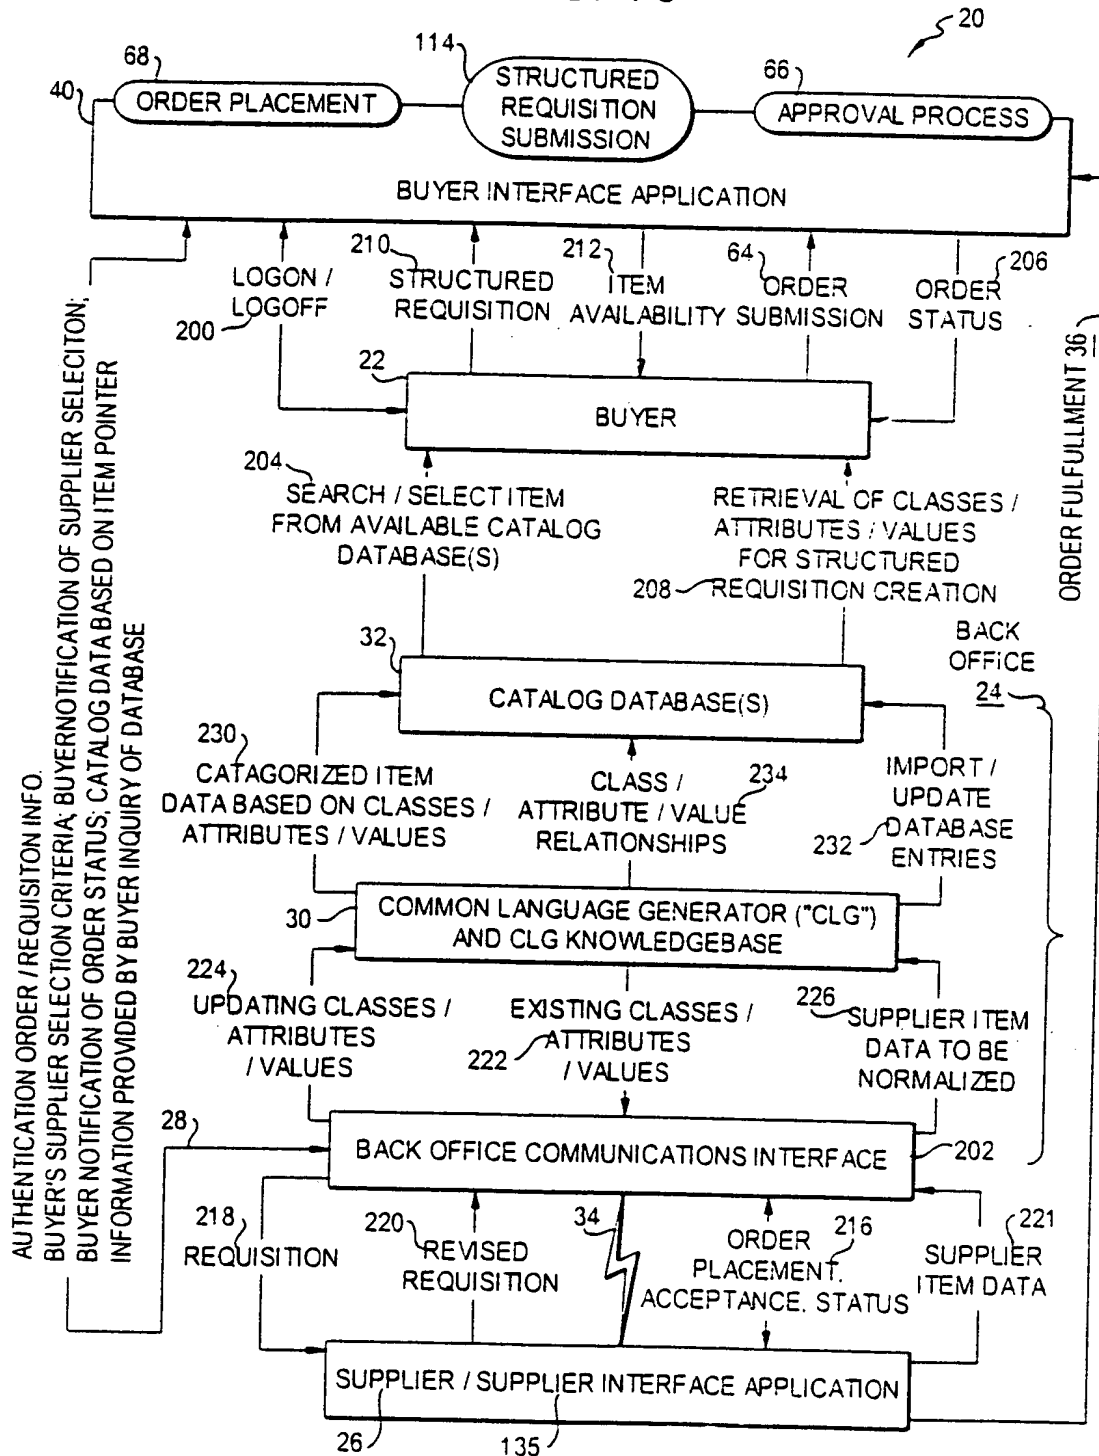 20
68
114
66
40
ORDER PLACEMENT
STRUCTURED
REQUISITION
SUBMISSION
APPROVAL PROCESS
BUYER INTERFACE APPLICATION
LOGON /
LOGOFF
200
210
STRUCTURED
REQUISITION
212
ITEM
AVAILABILITY
64
ORDER
SUBMISSION
206
ORDER
STATUS
22
BUYER
204
SEARCH / SELECT ITEM
FROM AVAILABLE CATALOG
DATABASE(S)
RETRIEVAL OF CLASSES /
ATTRIBUTES / VALUES
FOR STRUCTURED
208
REQUISITION CREATION
ORDER FULFULLMENT 36
BACK
OFFICE
24
32
CATALOG DATABASE(S)
230
CATAGORIZED ITEM
DATA BASED ON CLASSES /
ATTRIBUTES / VALUES
CLASS /
ATTRIBUTE / VALUE
RELATIONSHIPS
234
IMPORT /
UPDATE
DATABASE
ENTRIES
232
30
COMMON LANGUAGE GENERATOR ("CLG")
AND CLG KNOWLEDGEBASE
224
UPDATING CLASSES /
ATTRIBUTES
/ VALUES
EXISTING CLASSES /
ATTRIBUTES
/ VALUES
222
226
SUPPLIER ITEM
DATA TO BE
NORMALIZED
28
BACK OFFICE COMMUNICATIONS INTERFACE
202
218
REQUISITION
220
REVISED
REQUISITION
34
ORDER
PLACEMENT,
ACCEPTANCE, STATUS
216
221
SUPPLIER
ITEM DATA
SUPPLIER / SUPPLIER INTERFACE APPLICATION
26
135
AUTHENTICATION ORDER / REQUISITON INFO.
BUYER'S SUPPLIER SELECTION CRITERIA; BUYERNOTIFICATION OF SUPPLIER SELECITON;
BUYER NOTIFICATION OF ORDER STATUS; CATALOG DATA BASED ON ITEM POINTER
INFORMATION PROVIDED BY BUYER INQUIRY OF DATABASE